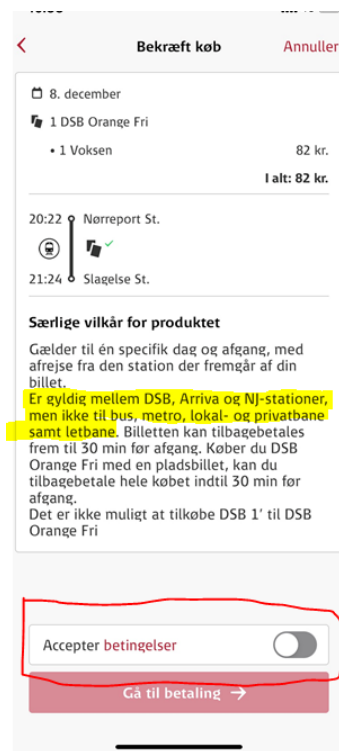 Bekræft køb
Annuller
8. december
1 DSB Orange Fri
• 1 Voksen 82 kr.
I alt: 82 kr.
20:22 Nørreport St.
21:24 Slagelse St.
Særlige vilkår for produktet
Gælder til én specifik dag og afgang, med
afrejse fra den station der fremgår af din
billet.
Er gyldig mellem DSB, Arriva og NJ-stationer,
men ikke til bus, metro, lokal- og privatbane
samt letbane. Billetten kan tilbagebetales
frem til 30 min før afgang. Køber du DSB
Orange Fri med en pladsbillet, kan du
tilbagebetale hele købet indtil 30 min før
afgang.
Det er ikke muligt at tilkøbe DSB 1' til DSB
Orange Fri
Accepter betingelser
Gå til betaling →